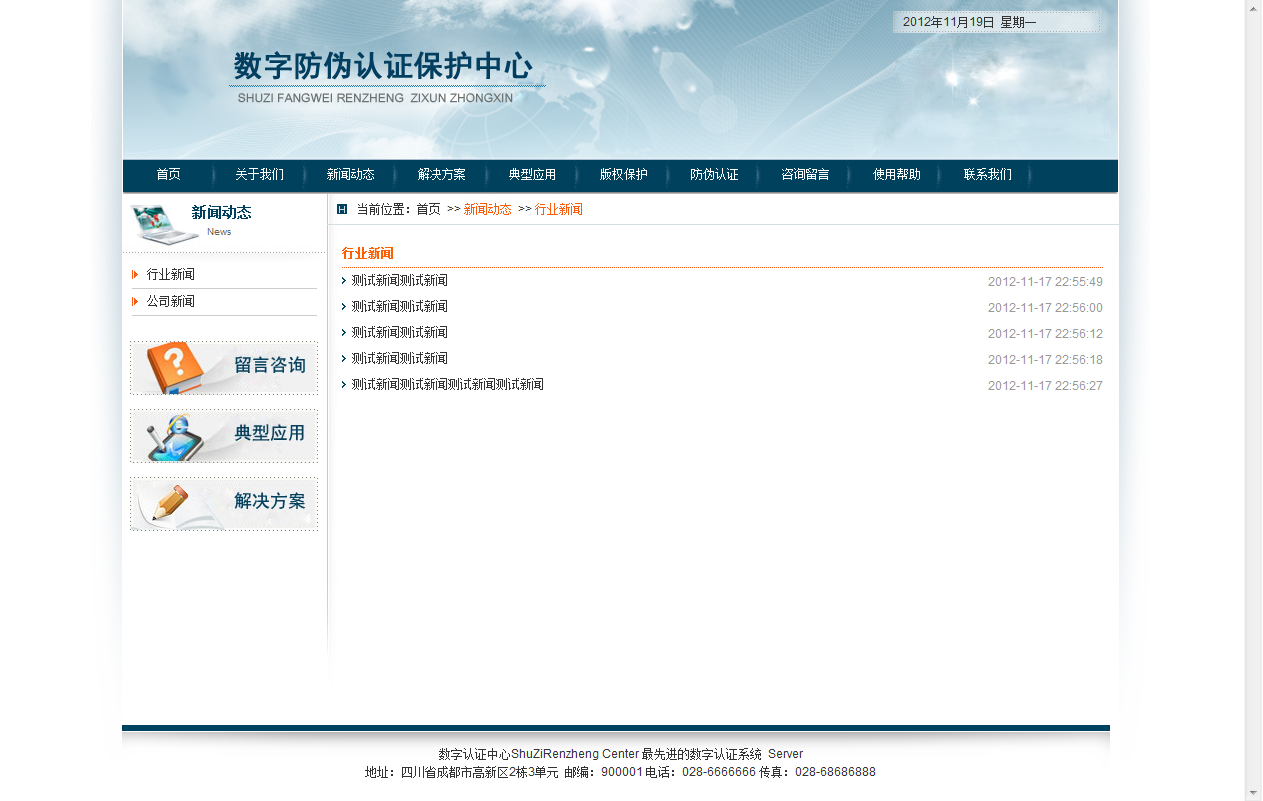 2012年11月19日 星期一
数字防伪认证保护中心
SHUZI FANGWEI RENZHENG ZIXUN ZHONGXIN
首页 关于我们 新闻动态 解决方案 典型应用 版权保护 防伪认证 咨询留言 使用帮助 联系我们
新闻动态
News
行业新闻
公司新闻
留言咨询
典型应用
解决方案
当前位置：首页 >> 新闻动态 >> 行业新闻
行业新闻
测试新闻测试新闻 2012-11-17 22:55:49
测试新闻测试新闻 2012-11-17 22:56:00
测试新闻测试新闻 2012-11-17 22:56:12
测试新闻测试新闻 2012-11-17 22:56:18
测试新闻测试新闻测试新闻测试新闻 2012-11-17 22:56:27
数字认证中心ShuZiRenzheng Center 最先进的数字认证系统 Server
地址：四川省成都市高新区2栋3单元 邮编：900001 电话：028-6666666 传真：028-68686888